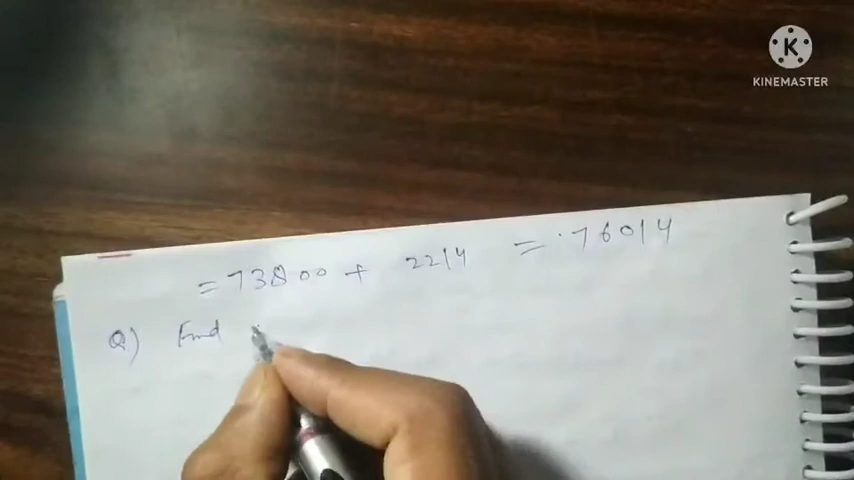 KINEMASTER
= 73800 + 2214 = 76014
Q) Find